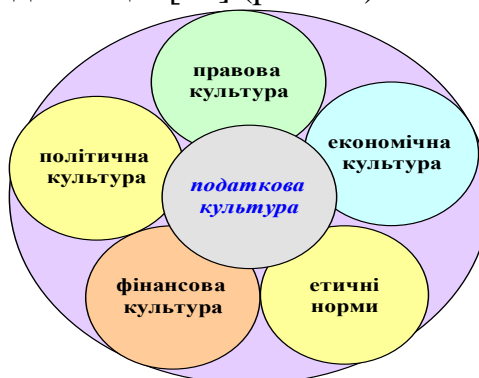 правова
культура
економічна
культура
політична
культура
податкова
культура
фінансова
культура
етичні
норми